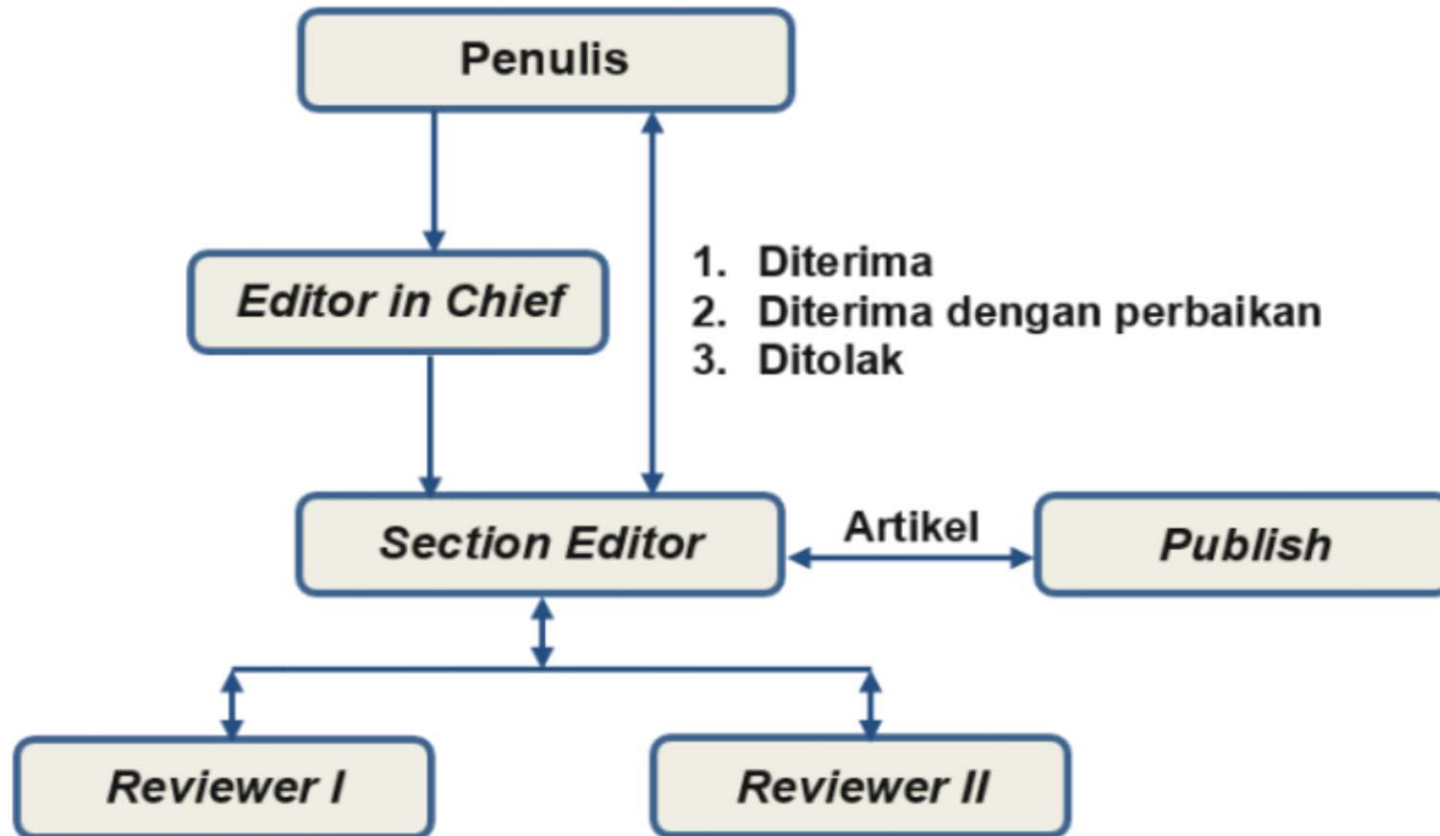 Penulis
Editor in Chief
1. Diterima
2. Diterima dengan perbaikan
3. Ditolak
Section Editor
Artikel
Publish
Reviewer I
Reviewer II